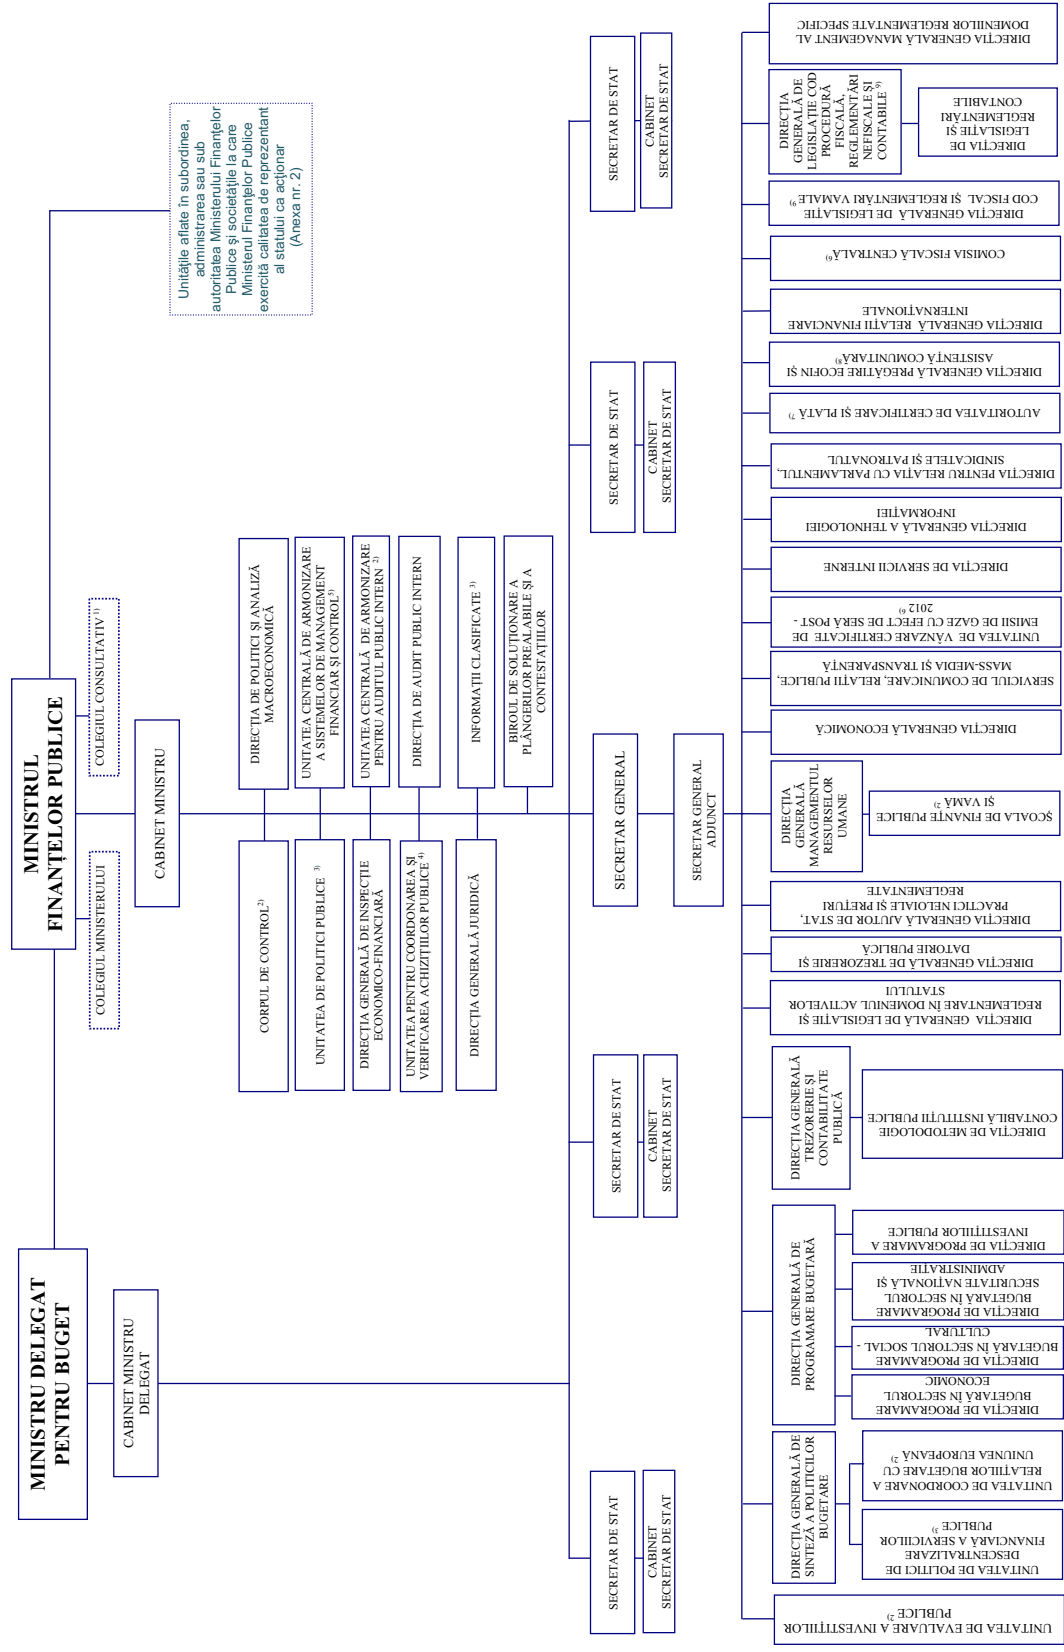 MINISTRUL
FINANȚELOR PUBLICE
MINISTRU DELEGAT
PENTRU BUGET
COLEGIUL MINISTERULUI
COLEGIUL CONSULTATIV 1)
CABINET MINISTRU
CABINET MINISTRU
DELEGAT
Unitățile aflate în subordinea,
administrarea sau sub
autoritatea Ministerului Finanțelor
Publice și societățile la care
Ministerul Finanțelor Publice
exercită calitatea de reprezentant
al statului ca acționar
(Anexa nr. 2)
CORPUL DE CONTROL 2)
DIRECȚIA DE POLITICI ȘI ANALIZĂ
MACROECONOMICĂ
UNITATEA DE POLITICI PUBLICE 3)
UNITATEA CENTRALĂ DE ARMONIZARE
A SISTEMELOR DE MANAGEMENT
FINANCIAR ȘI CONTROL 5)
DIRECȚIA GENERALĂ DE INSPECȚIE
ECONOMICO-FINANCIARĂ
UNITATEA CENTRALĂ DE ARMONIZARE
PENTRU AUDITUL PUBLIC INTERN 2)
UNITATEA PENTRU COORDONAREA ȘI
VERIFICAREA ACHIZIȚIILOR PUBLICE 4)
DIRECȚIA DE AUDIT PUBLIC INTERN
DIRECȚIA GENERALĂ JURIDICĂ
INFORMAȚII CLASIFICATE 3)
BIROUL DE SOLUȚIONARE A
PLÂNGERILOR PREALABILE ȘI A
CONTESTAȚIILOR
SECRETAR DE STAT
CABINET
SECRETAR DE STAT
SECRETAR DE STAT
CABINET
SECRETAR DE STAT
SECRETAR GENERAL
SECRETAR DE STAT
CABINET
SECRETAR DE STAT
SECRETAR DE STAT
CABINET
SECRETAR DE STAT
SECRETAR GENERAL
ADJUNCT
UNITATEA DE EVALUARE A INVESTIȚIILOR
PUBLICE 2)
DIRECȚIA GENERALĂ DE
SINTEZĂ A POLITICILOR
BUGETARE
UNITATEA DE POLITICI DE
DESCENTRALIZARE
FINANCIARĂ A SERVICIILOR
PUBLICE 3)
UNITATEA DE COORDONARE A
RELAȚIILOR BUGETARE CU
UNIUNEA EUROPEANĂ 2)
DIRECȚIA GENERALĂ DE
PROGRAMARE BUGETARĂ
DIRECȚIA DE PROGRAMARE
BUGETARĂ ÎN SECTORUL
ECONOMIC
DIRECȚIA DE PROGRAMARE
BUGETARĂ ÎN SECTORUL SOCIAL -
CULTURAL
DIRECȚIA DE PROGRAMARE
BUGETARĂ ÎN SECTORUL
SECURITATE NAȚIONALĂ ȘI
ADMINISTRAȚIE
DIRECȚIA DE PROGRAMARE A
INVESTIȚIILOR PUBLICE
DIRECȚIA GENERALĂ
TREZORERIE ȘI
CONTABILITATE
PUBLICĂ
DIRECȚIA DE METODOLOGIE
CONTABILĂ INSTITUȚII PUBLICE
DIRECȚIA GENERALĂ DE LEGISLAȚIE ȘI
REGLEMENTARE ÎN DOMENIUL ACTIVELOR
STATULUI
DIRECȚIA GENERALĂ DE TREZORERIE ȘI
DATORIE PUBLICĂ
DIRECȚIA GENERALĂ AJUTOR DE STAT,
PRACTICI NELOIALE ȘI PREȚURI
REGLEMENTATE
DIRECȚIA
GENERALĂ
MANAGEMENTUL
RESURSELOR
UMANE
ȘCOALA DE FINANȚE PUBLICE
ȘI VAMĂ 2)
DIRECȚIA GENERALĂ ECONOMICĂ
SERVICIUL DE COMUNICARE, RELAȚII PUBLICE,
MASS-MEDIA ȘI TRANSPARENȚĂ
UNITATEA DE VÂNZARE CERTIFICATE DE
EMISII DE GAZE CU EFECT DE SERĂ POST -
2012 6)
DIRECȚIA DE SERVICII INTERNE
DIRECȚIA GENERALĂ A TEHNOLOGIEI
INFORMAȚIEI
DIRECȚIA PENTRU RELAȚIA CU PARLAMENTUL,
SINDICATELE ȘI PATRONATUL
AUTORITATEA DE CERTIFICARE ȘI PLATĂ 7)
DIRECȚIA GENERALĂ PREGĂTIRE ECOFIN ȘI
ASISTENȚĂ COMUNITARĂ 8)
DIRECȚIA GENERALĂ RELAȚII FINANCIARE
INTERNAȚIONALE
COMISIA FISCALĂ CENTRALĂ 6)
DIRECȚIA GENERALĂ DE LEGISLAȚIE
COD FISCAL ȘI REGLEMENTĂRI VAMALE 9)
DIRECȚIA
GENERALĂ DE
LEGISLAȚIE COD
PROCEDURĂ
FISCALĂ,
REGLEMENTĂRI
NEFISCALE ȘI
CONTABILE 9)
DIRECȚIA DE
LEGISLAȚIE ȘI
REGLEMENTĂRI
CONTABILE
DIRECȚIA GENERALĂ MANAGEMENT AL
DOMENIILOR REGLEMENTATE SPECIFIC